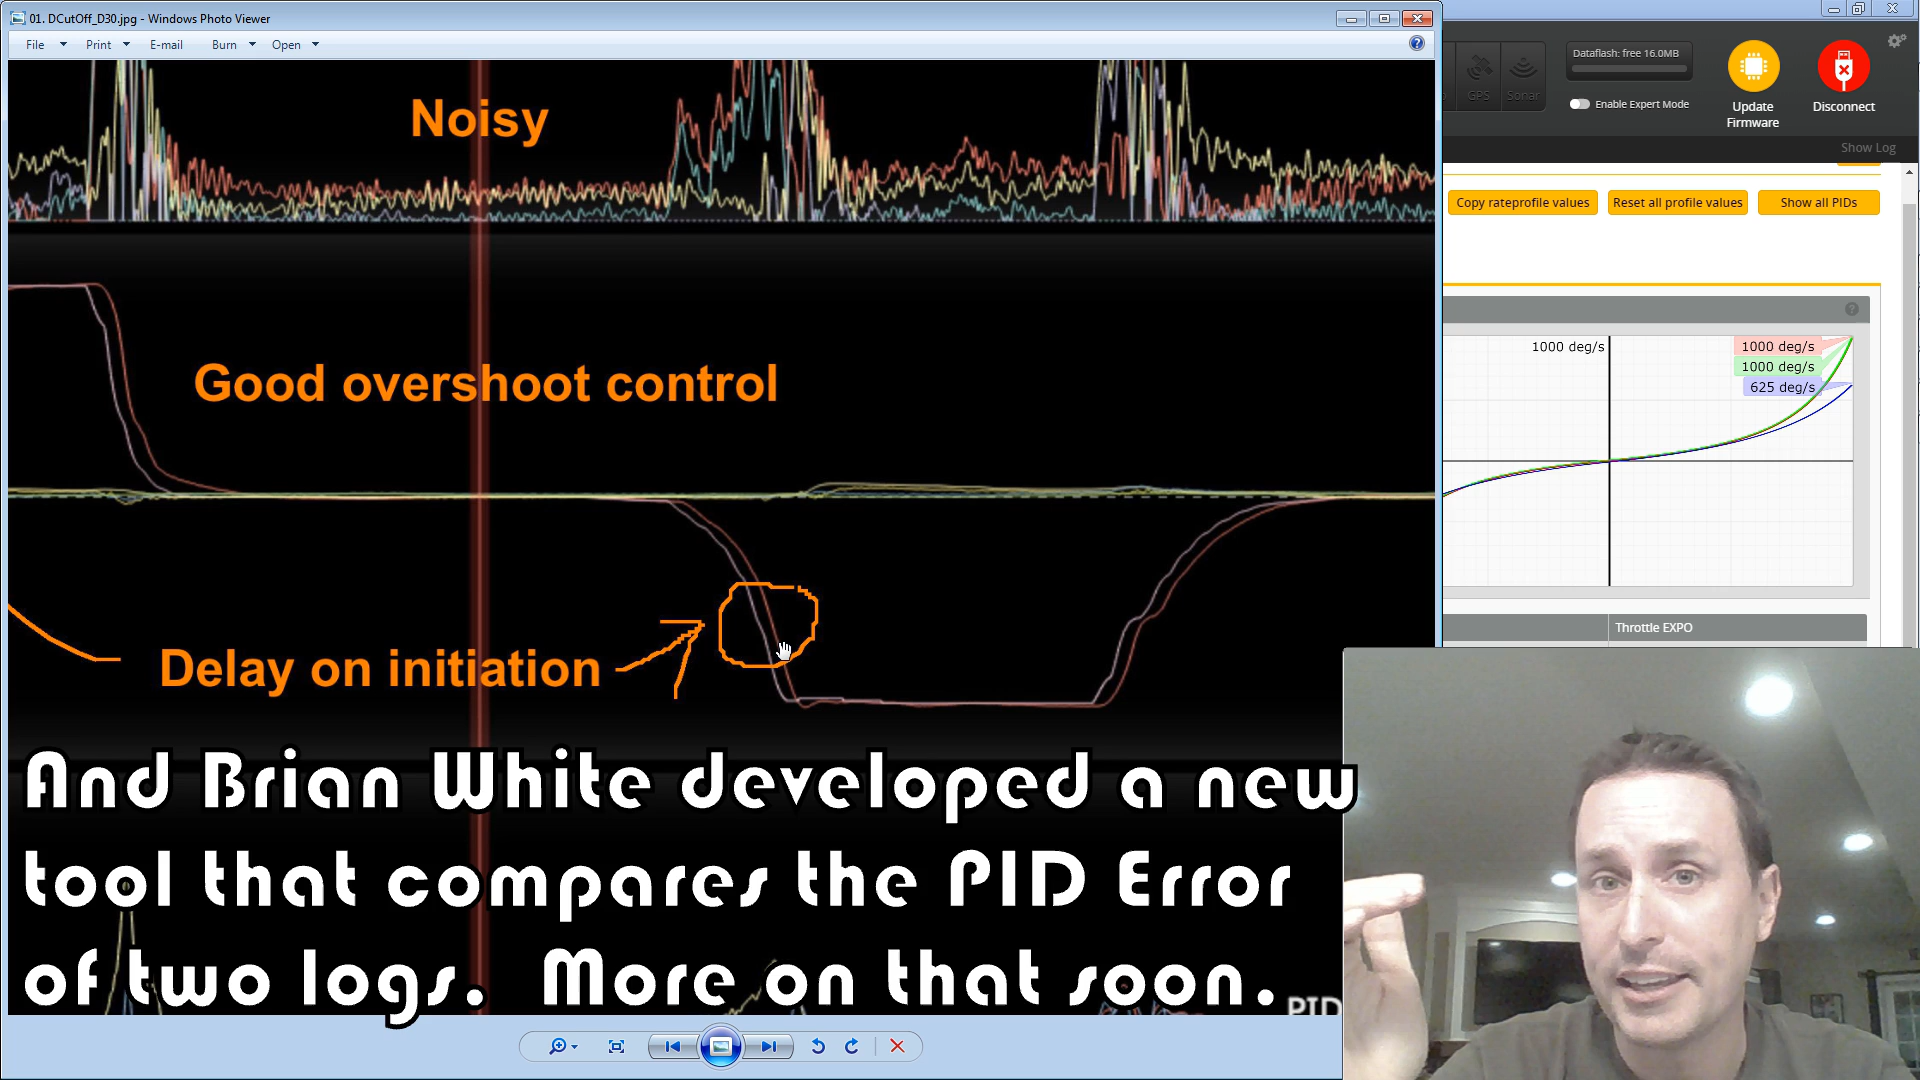 01. DCutOff_D30.jpg - Windows Photo Viewer
File Print E-mail Burn Open
Noisy
Good overshoot control
Delay on initiation
And Brian White developed a new
tool that compares the PID Error
of two logs. More on that soon.
PID
GPS Sonar
Dataflash: free 16.0MB
Enable Expert Mode
Update
Firmware
Disconnect
Show Log
Copy rateprofile values Reset all profile values Show all PIDs
1000 deg/s
1000 deg/s
1000 deg/s
625 deg/s
Throttle EXPO